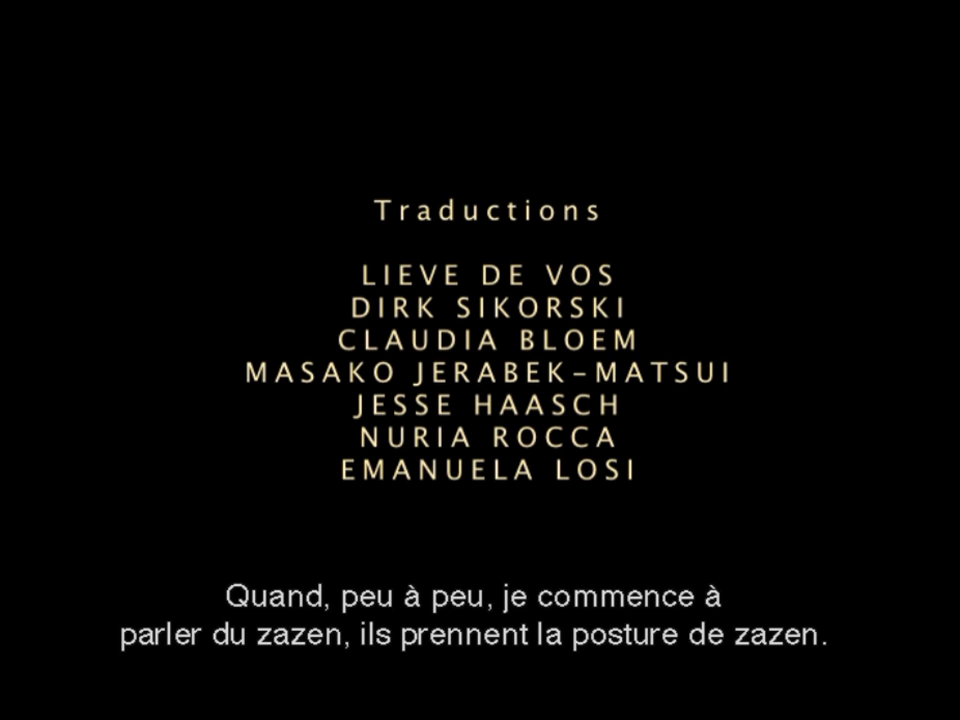 Traductions
LIEVE DE VOS
DIRK SIKORSKI
CLAUDIA BLOEM
MASAKO JERABEK-MATSUI
JESSE HAASCH
NURIA ROCCA
EMANUELA LOSI
Quand, peu à peu, je commence à
parler du zazen, ils prennent la posture de zazen.